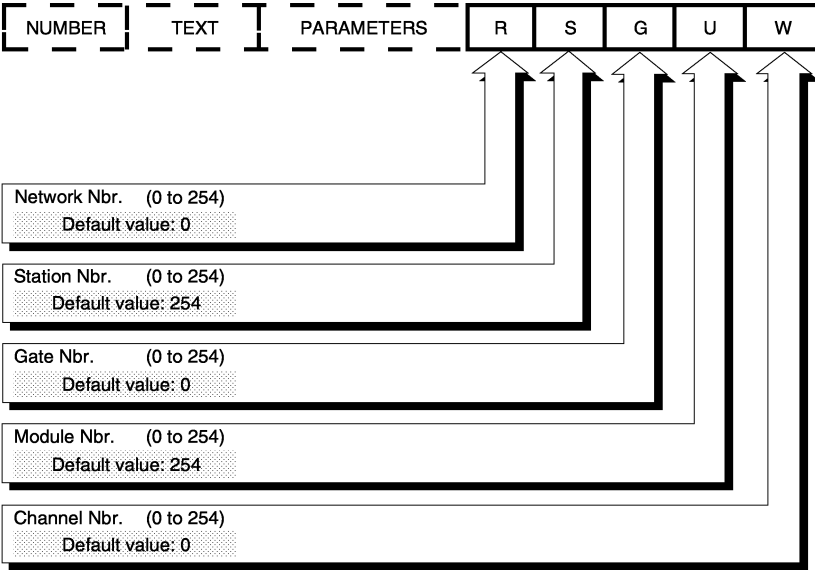 NUMBER TEXT PARAMETERS R S G U W
Network Nbr. (0 to 254)
Default value: 0
Station Nbr. (0 to 254)
Default value: 254
Gate Nbr. (0 to 254)
Default value: 0
Module Nbr. (0 to 254)
Default value: 254
Channel Nbr. (0 to 254)
Default value: 0